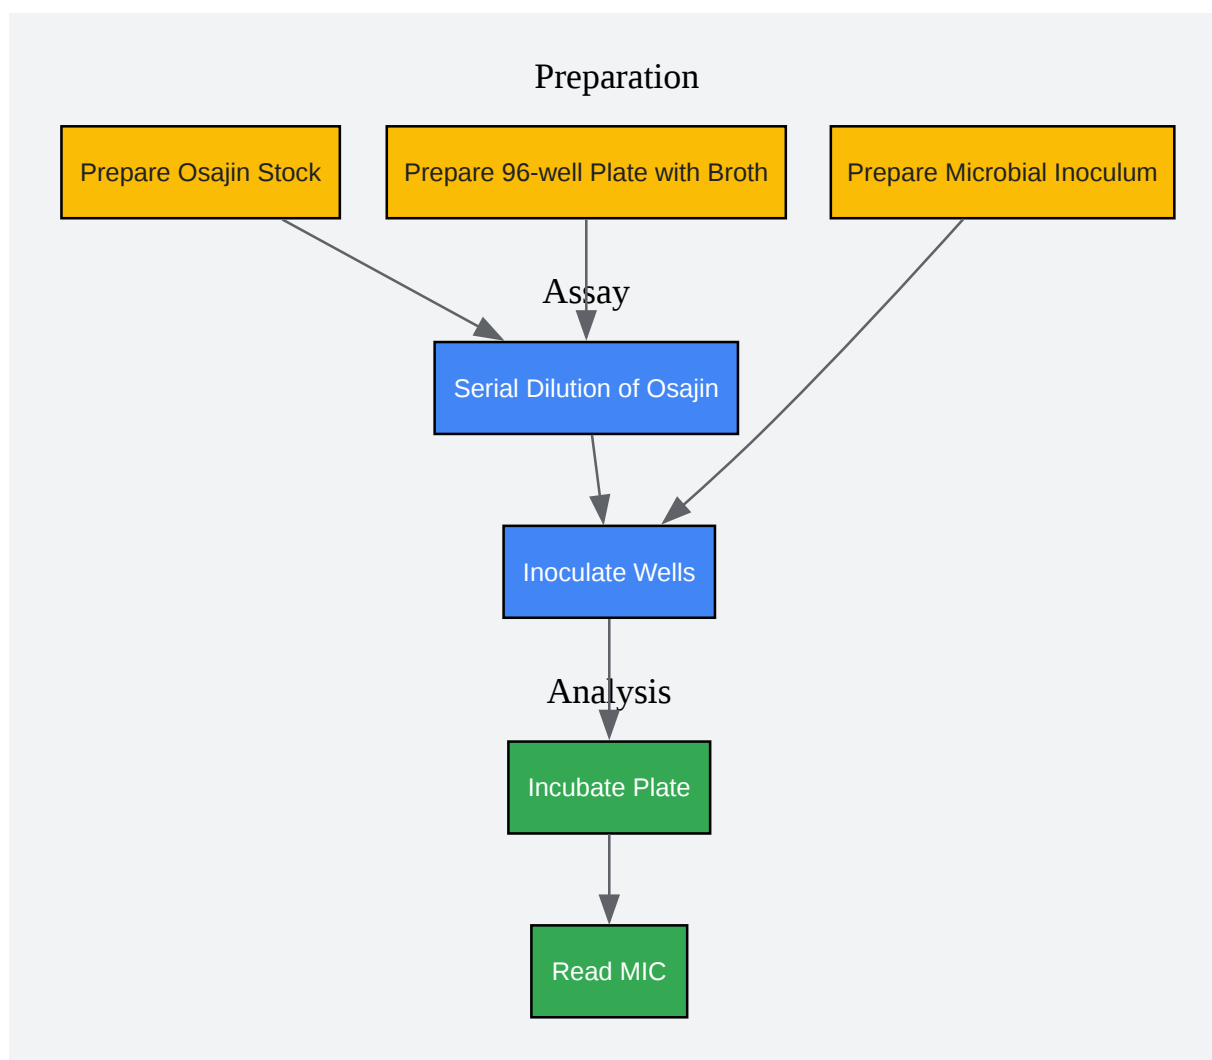 Preparation
Prepare Osajin Stock
Prepare 96-well Plate with Broth
Prepare Microbial Inoculum
Assay
Serial Dilution of Osajin
Inoculate Wells
Analysis
Incubate Plate
Read MIC